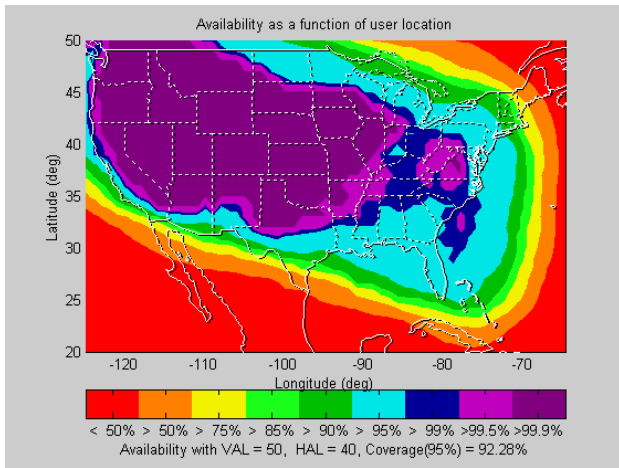 Availability as a function of user location
50
45
40
35
30
25
20
Latitude (deg)
-120 -110 -100 -90 -80 -70
Longitude (deg)
< 50% > 50% > 75% > 85% > 90% > 95% > 99% >99.5% >99.9%
Availability with VAL = 50, HAL = 40, Coverage(95%) = 92.28%